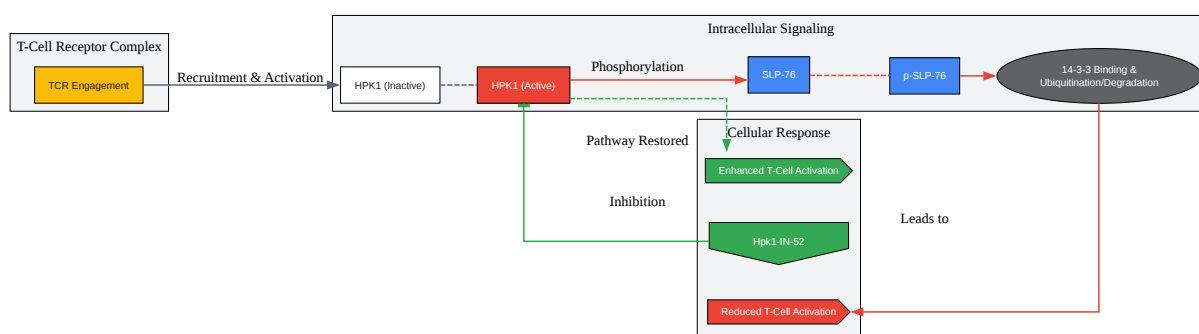 Intracellular Signaling
T-Cell Receptor Complex
TCR Engagement
Recruitment & Activation
HPK1 (Inactive)
HPK1 (Active)
Phosphorylation
SLP-76
p-SLP-76
14-3-3 Binding &
Ubiquitination/Degradation
Cellular Response
Pathway Restored
Enhanced T-Cell Activation
Inhibition
Hpk1-IN-52
Leads to
Reduced T-Cell Activation